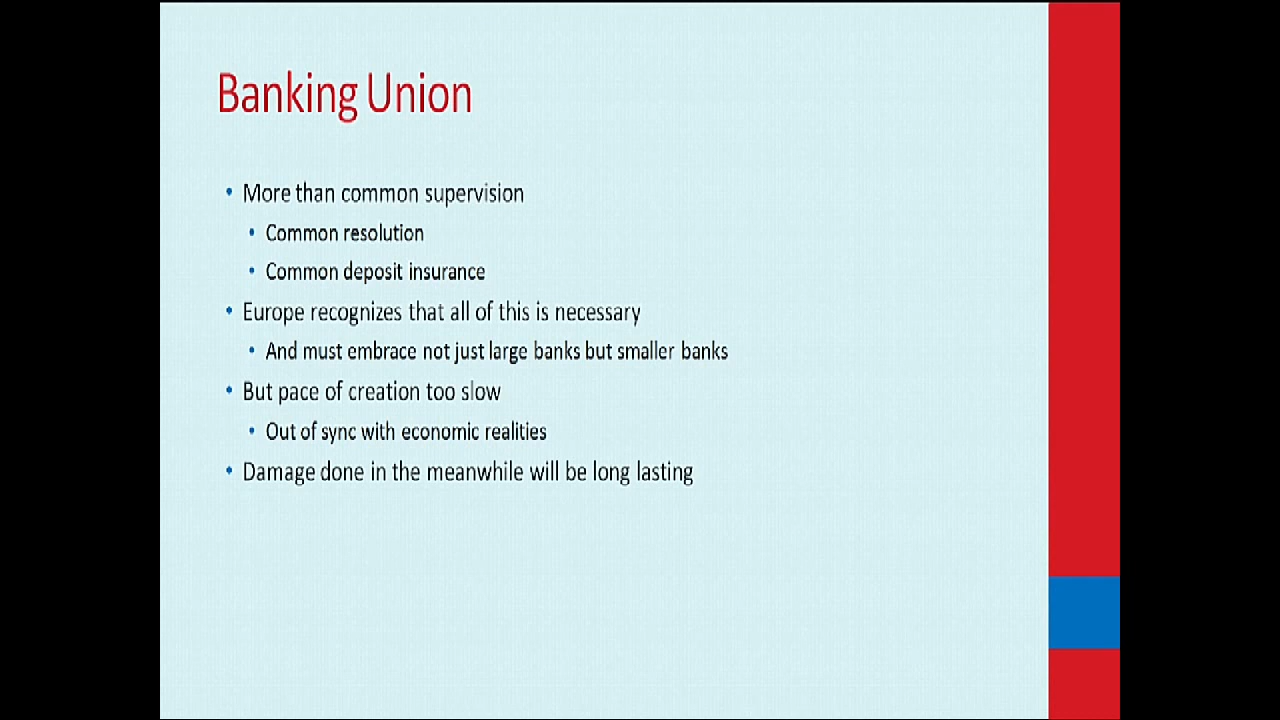 Banking Union
• More than common supervision
• Common resolution
• Common deposit insurance
• Europe recognizes that all of this is necessary
• And must embrace not just large banks but smaller banks
• But pace of creation too slow
• Out of sync with economic realities
• Damage done in the meanwhile will be long lasting